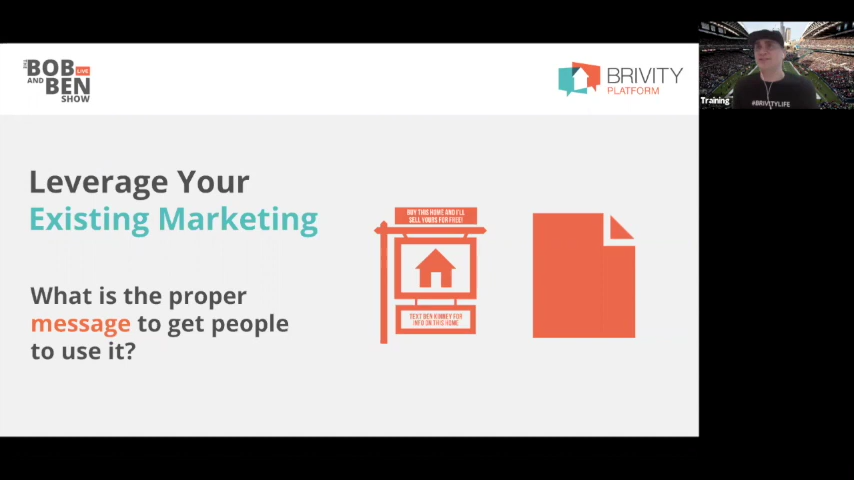 THE
BOB LIVE
AND BEN
SHOW
BRIVITY
PLATFORM
Training
#BRIVITYLIFE
Leverage Your
Existing Marketing
BUY THIS HOME AND I'LL
SELL YOURS FOR FREE!
What is the proper
message to get people
to use it?
TEXT BEN KINNEY FOR
INFO ON THIS HOME